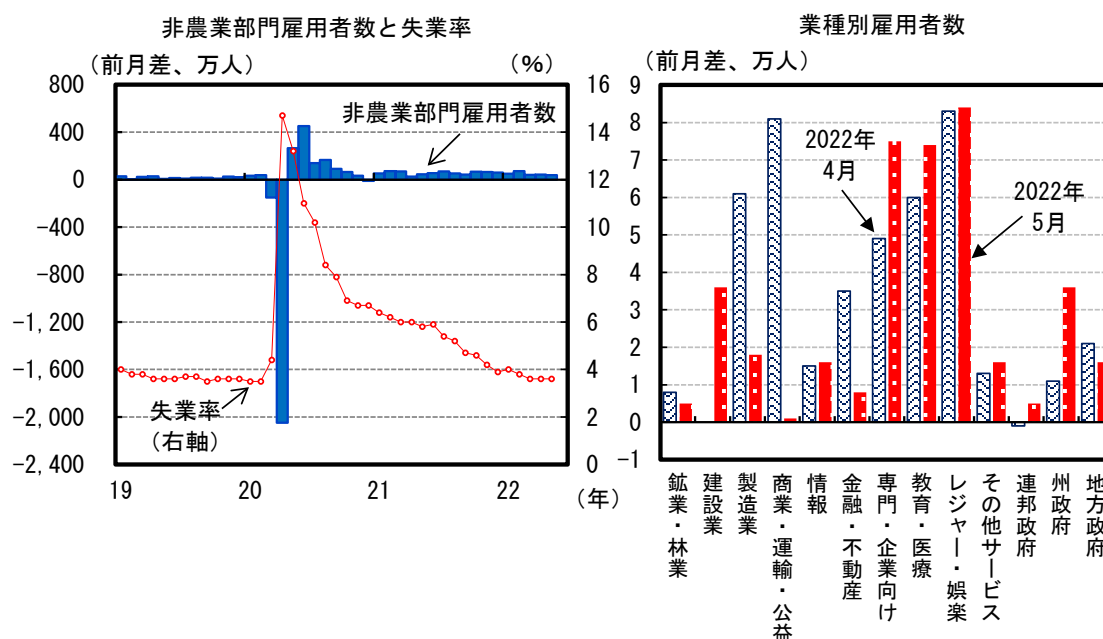 非農業部門雇用者数と失業率
（前月差、万人）
（%）
800
400
0
-400
-800
-1,200
-1,600
-2,000
-2,400
16
14
12
10
8
6
4
2
0
非農業部門雇用者数
失業率
（右軸）
19
20
21
22
（年）
業種別雇用者数
（前月差、万人）
9
8
7
6
5
4
3
2
1
0
-1
2022年
4月
2022年
5月
鉱業・林業
建設業
製造業
商業・運輸・公益
情報
金融・不動産
専門・企業向け
教育・医療
レジャー・娯楽
その他サービス
連邦政府
州政府
地方政府